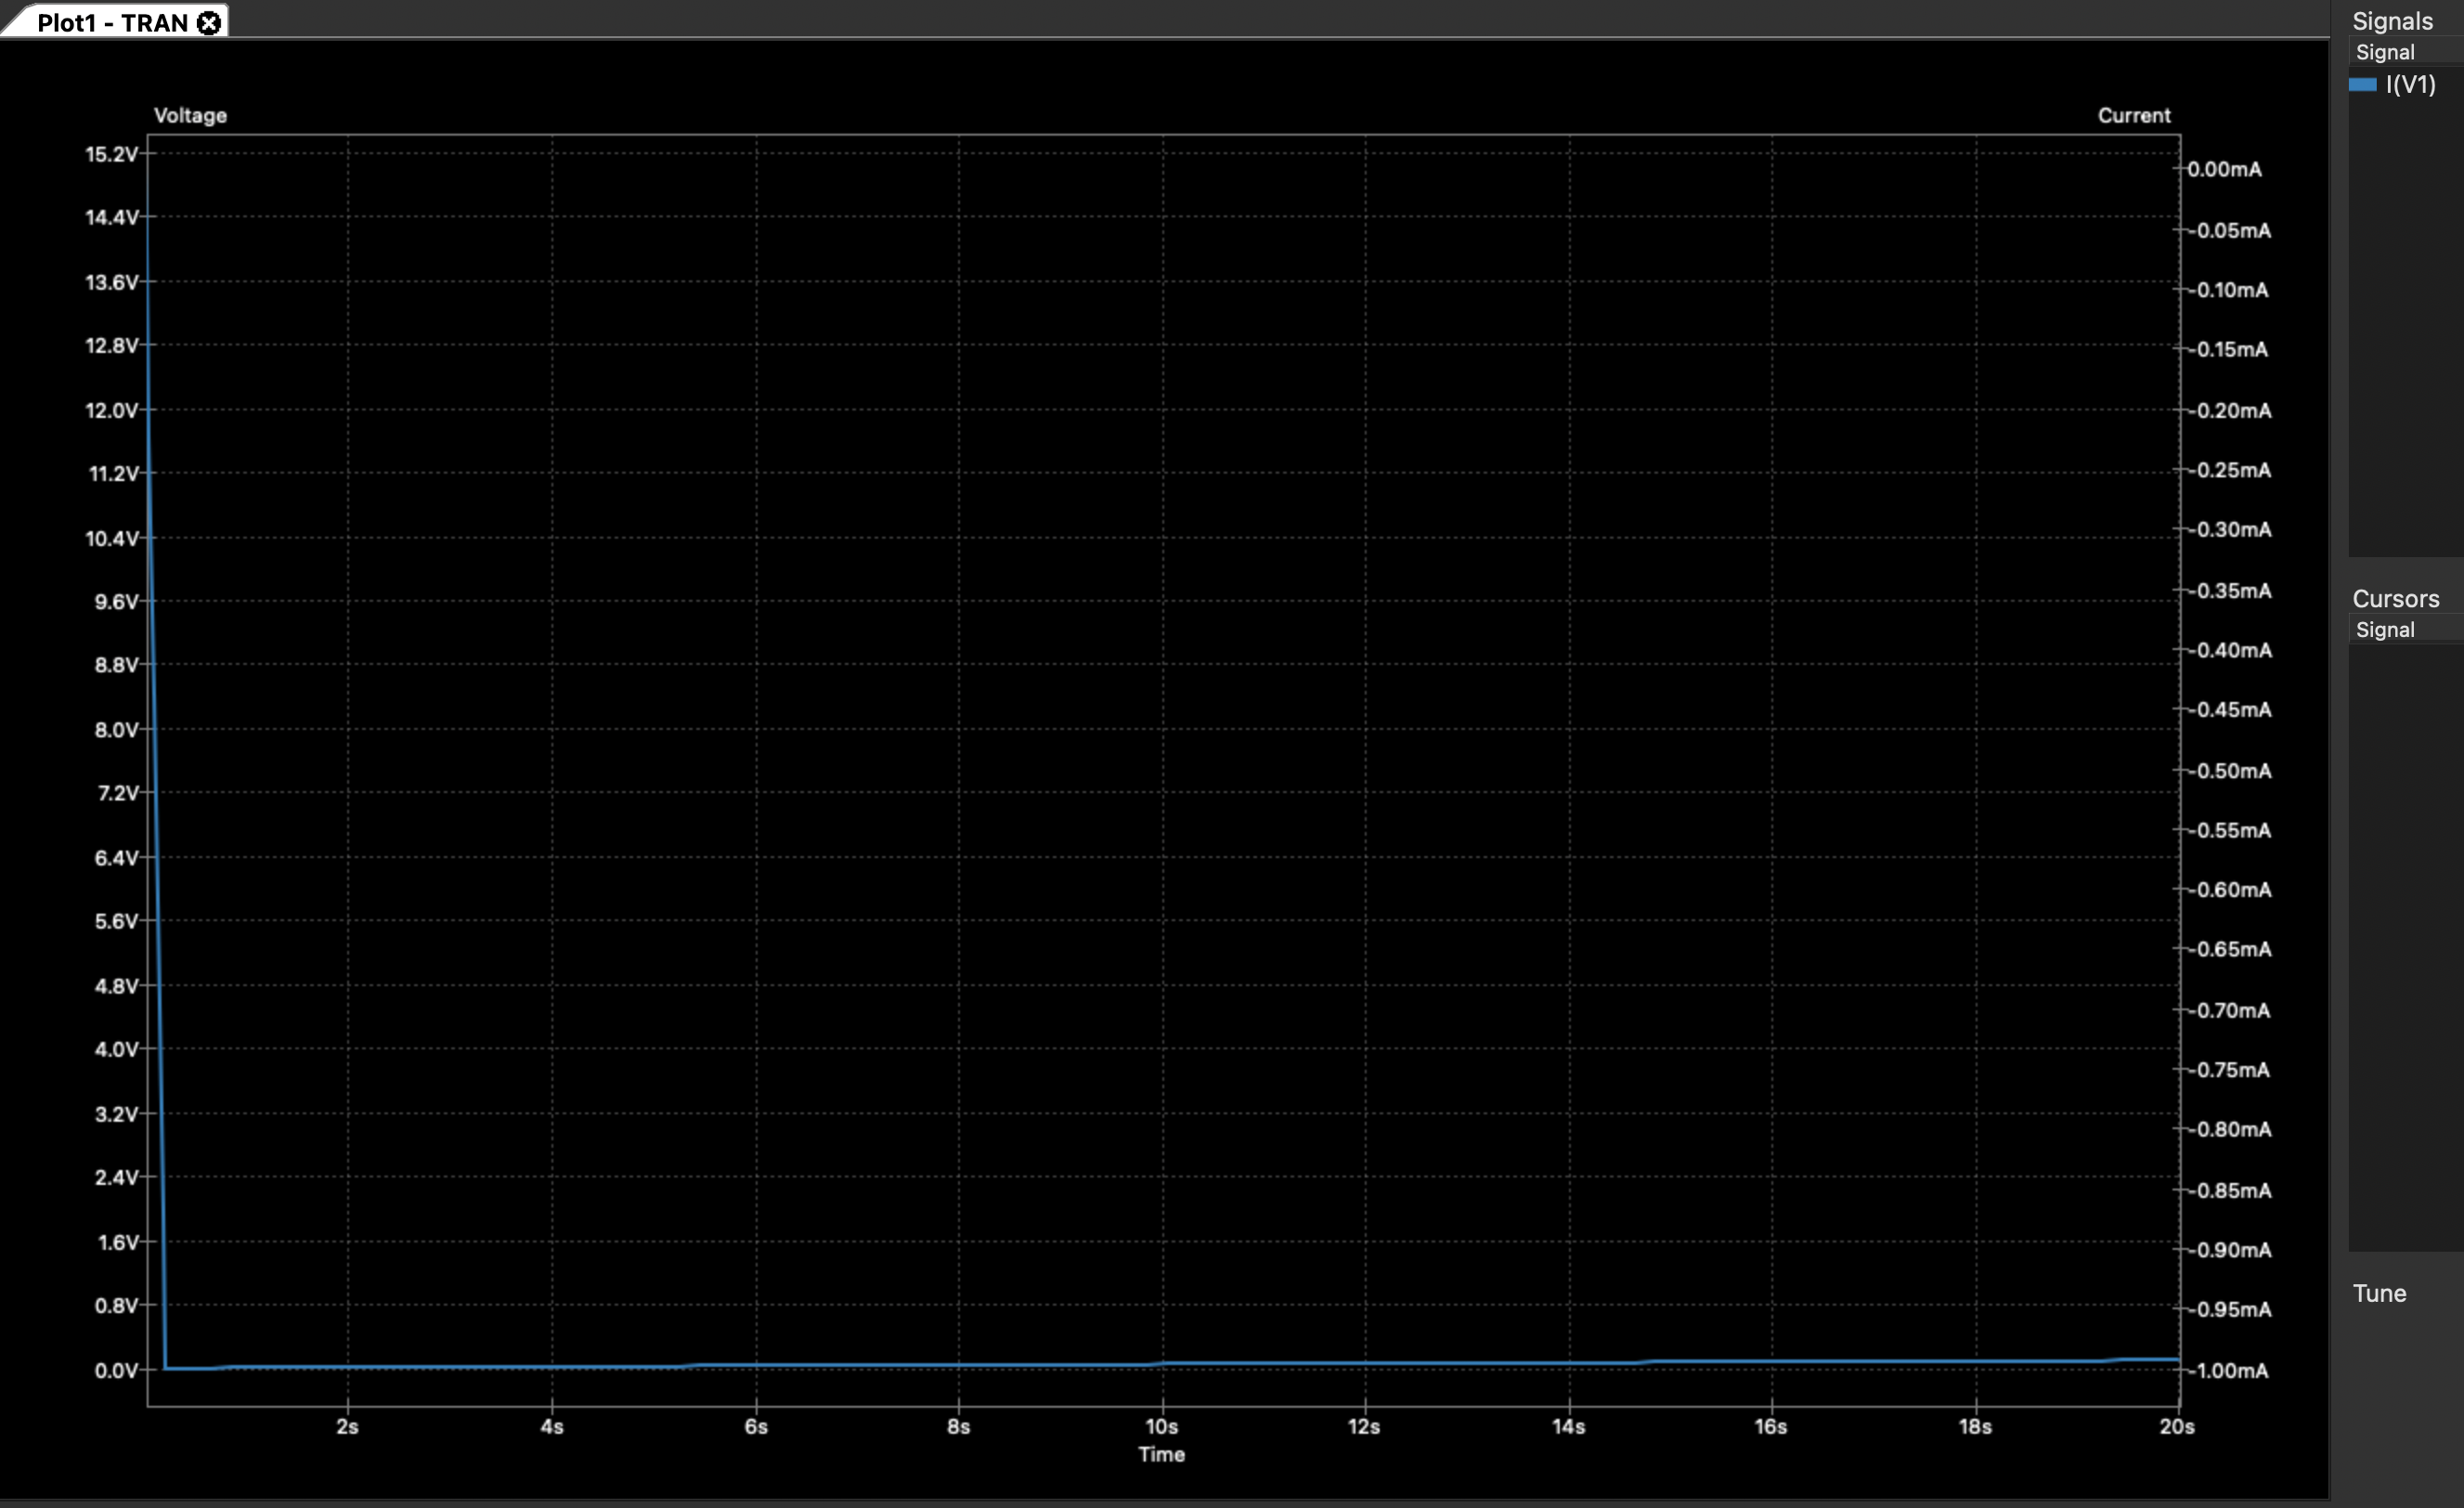 Plot1 - TRAN
Signals
Signal
I(V1)
Voltage
Current
15.2V
14.4V
13.6V
12.8V
12.0V
11.2V
10.4V
9.6V
8.8V
8.0V
7.2V
6.4V
5.6V
4.8V
4.0V
3.2V
2.4V
1.6V
0.8V
0.0V
0.00mA
-0.05mA
-0.10mA
-0.15mA
-0.20mA
-0.25mA
-0.30mA
-0.35mA
-0.40mA
-0.45mA
-0.50mA
-0.55mA
-0.60mA
-0.65mA
-0.70mA
-0.75mA
-0.80mA
-0.85mA
-0.90mA
-0.95mA
-1.00mA
2s 4s 6s 8s 10s 12s 14s 16s 18s 20s
Time
Cursors
Signal
Tune